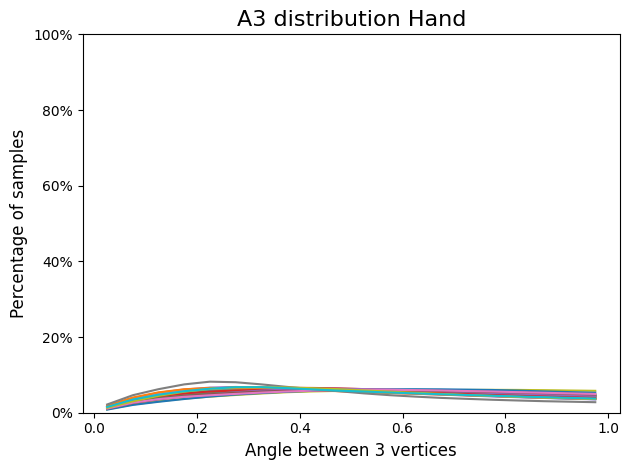 A3 distribution Hand
100%
80%
60%
40%
20%
0%
Percentage of samples
0.0 0.2 0.4 0.6 0.8 1.0
Angle between 3 vertices